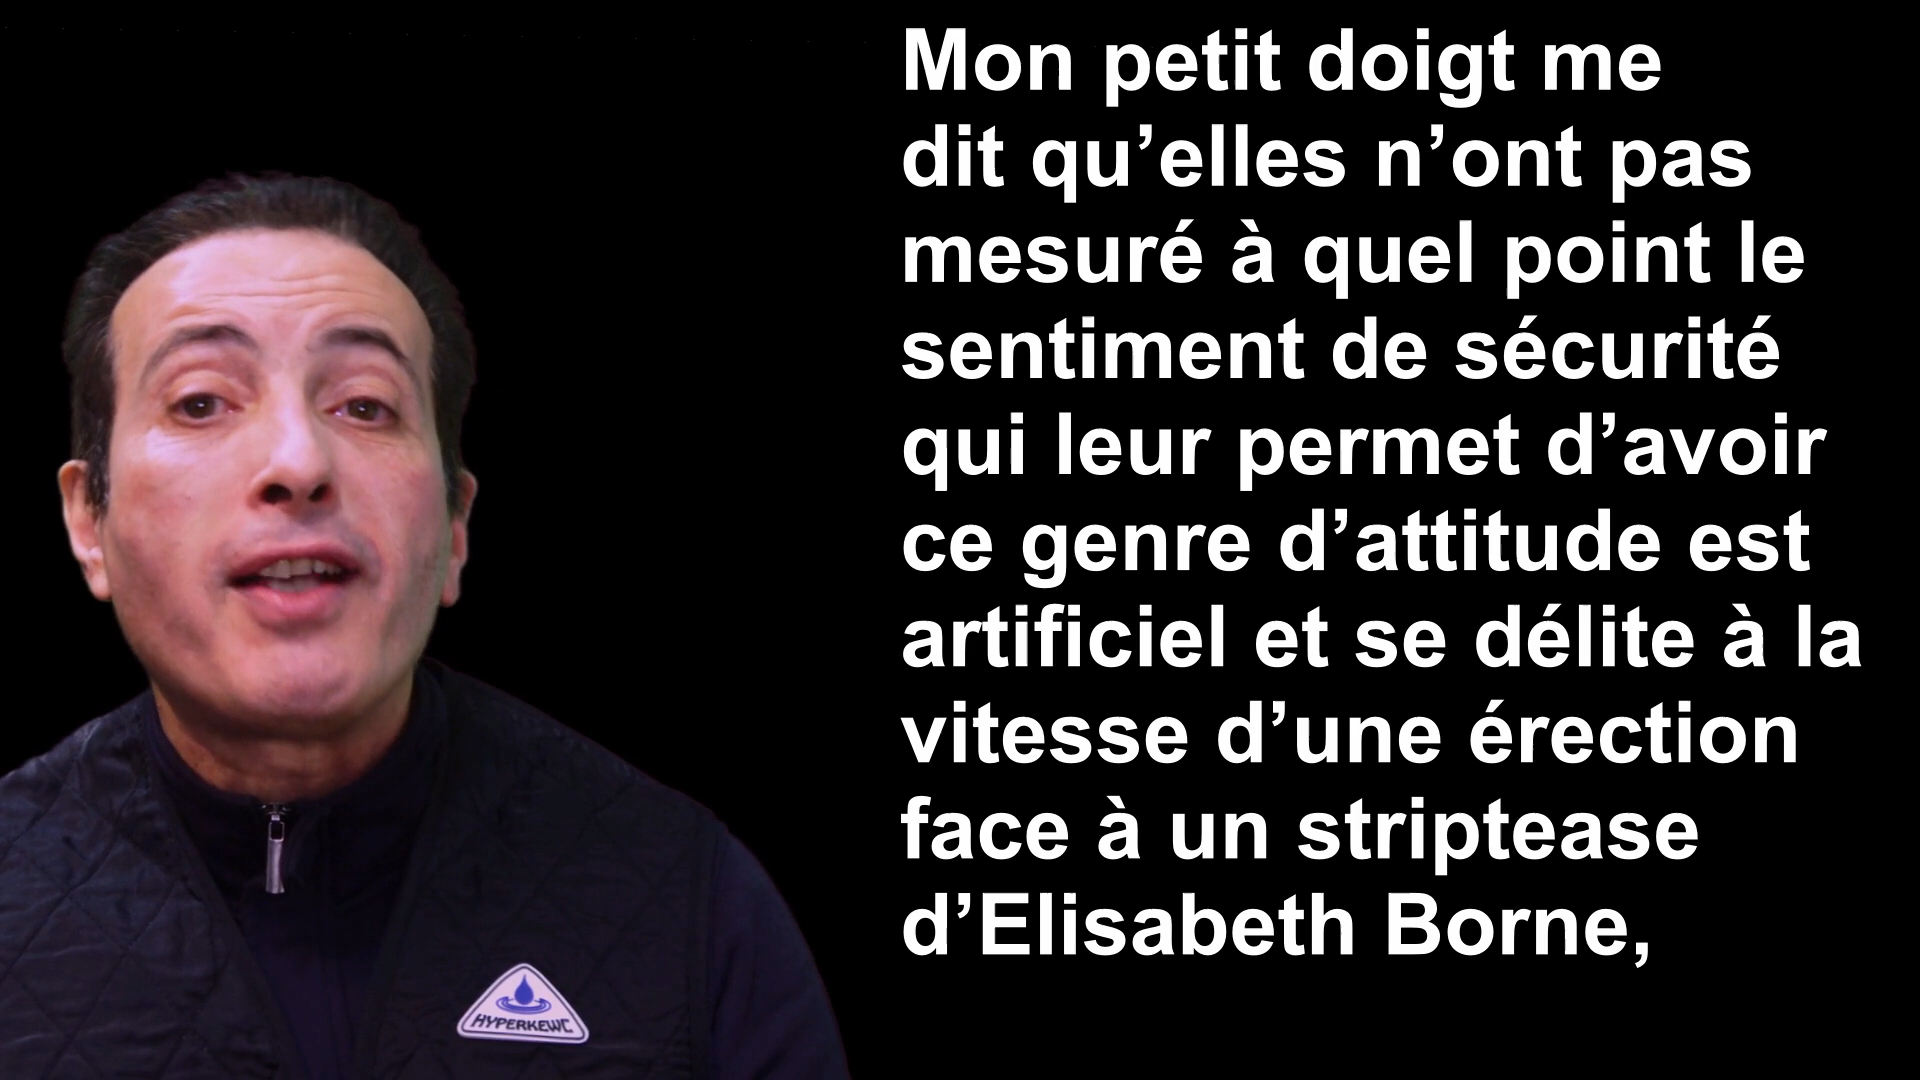 Mon petit doigt me
dit qu’elles n’ont pas
mesuré à quel point le
sentiment de sécurité
qui leur permet d’avoir
ce genre d’attitude est
artificiel et se délite à la
vitesse d’une érection
face à un striptease
d’Elisabeth Borne,
HYPERKEWL